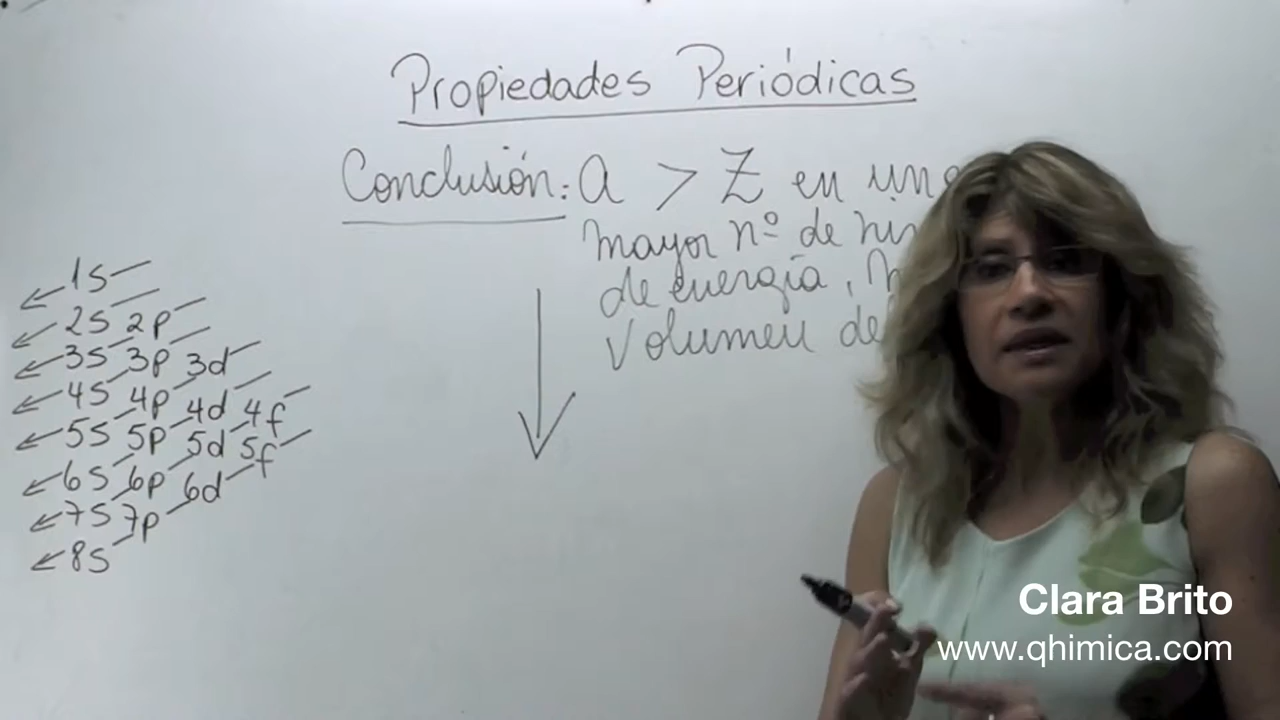 Propiedades Periódicas
Conclusión: a > Z en un
mayor nº de
de energía,
Volumen de
1s
2s 2p
3s 3p 3d
4s 4p 4d 4f
5s 5p 5d 5f
6s 6p 6d
7s 7p
8s
Clara Brito
www.qhimica.com